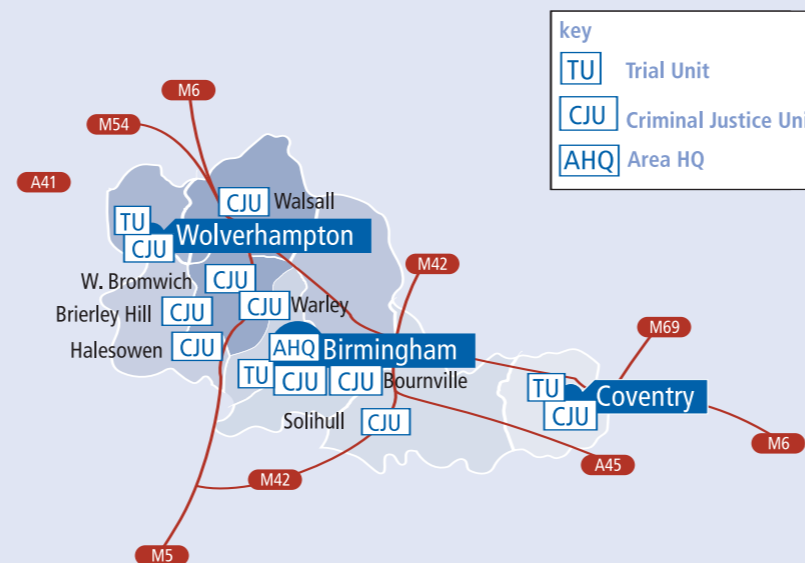 key
TU Trial Unit
CJU Criminal Justice Uni
AHQ Area HQ
M6
M54
A41
CJU Walsall
TU
Wolverhampton
CJU
M42
W. Bromwich CJU
Brierley Hill CJU
CJU Warley
M69
Halesowen CJU
AHQ Birmingham
TU CJU CJU Bournville
TU
Coventry
CJU
Solihull CJU
M6
A45
M42
M5